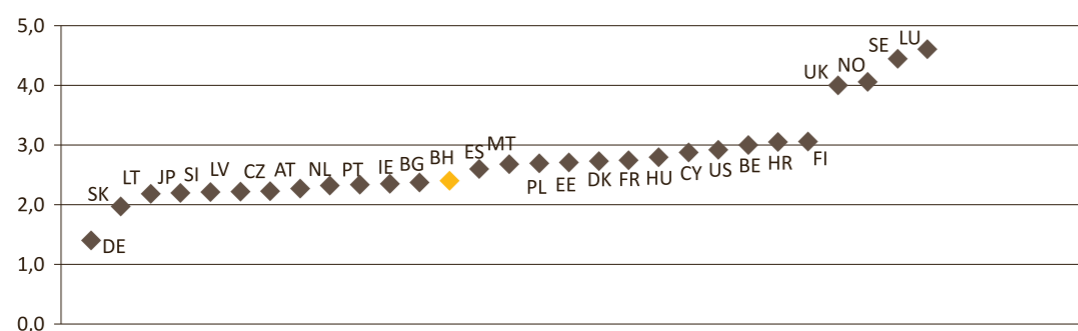 5,0
4,0
3,0
2,0
1,0
0,0
DE
SK
LT
JP
SI
LV
CZ
AT
NL
PT
IE
BG
BH
ES
MT
PL
EE
DK
FR
HU
CY
US
BE
HR
FI
UK
NO
SE
LU